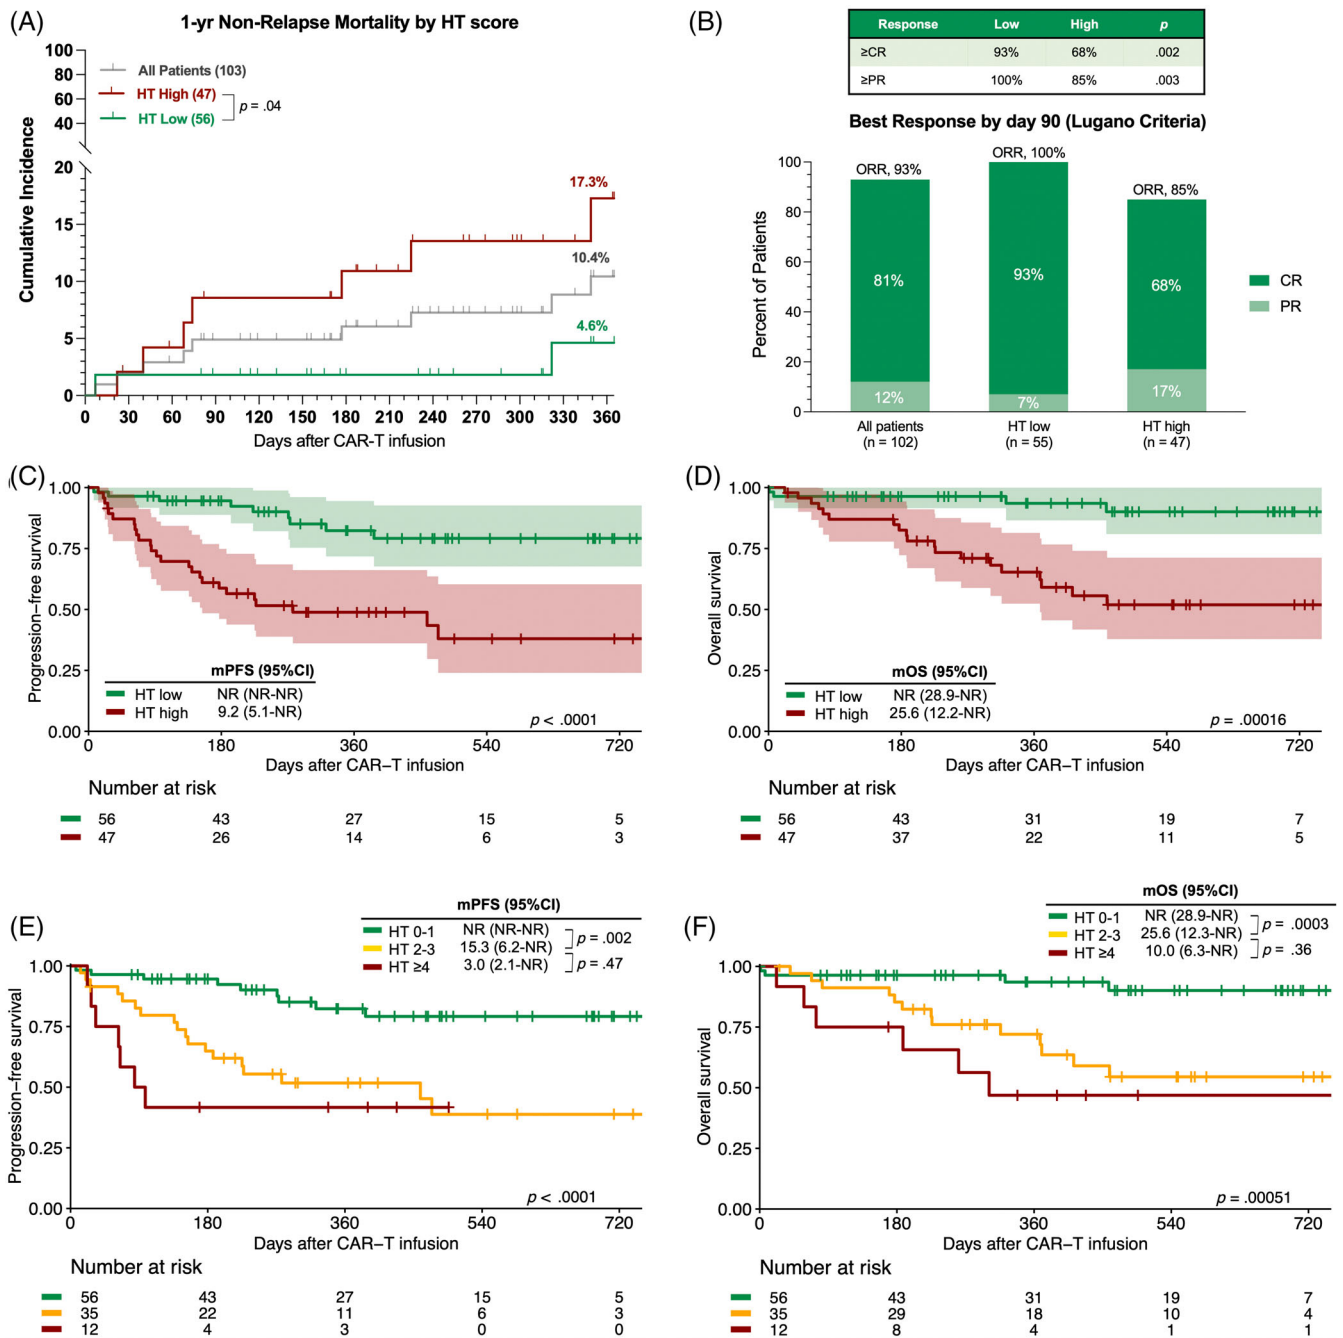 (A)
1-yr Non-Relapse Mortality by HT score
Cumulative Incidence
100
80
60
40
20
15
10
5
0
All Patients (103)
HT High (47)
HT Low (56)
p = .04
17.3%
10.4%
4.6%
0 30 60 90 120 150 180 210 240 270 300 330 360
Days after CAR-T infusion
(B)
Response Low High p
≥CR 93% 68% .002
≥PR 100% 85% .003
Best Response by day 90 (Lugano Criteria)
Percent of Patients
100
80
60
40
20
0
ORR, 93%
ORR, 100%
ORR, 85%
81%
93%
68%
12%
7%
17%
CR
PR
All patients
(n = 102)
HT low
(n = 55)
HT high
(n = 47)
(C)
Progression–free survival
1.00
0.75
0.50
0.25
0.00
mPFS (95%CI)
HT low NR (NR-NR)
HT high 9.2 (5.1-NR)
p < .0001
0 180 360 540 720
Days after CAR–T infusion
Number at risk
56 43 27 15 5
47 26 14 6 3
(D)
Overall survival
1.00
0.75
0.50
0.25
0.00
mOS (95%CI)
HT low NR (28.9-NR)
HT high 25.6 (12.2-NR)
p = .00016
0 180 360 540 720
Days after CAR–T infusion
Number at risk
56 43 31 19 7
47 37 22 11 5
(E)
mPFS (95%CI)
HT 0-1 NR (NR-NR)
HT 2-3 15.3 (6.2-NR)
HT ≥4 3.0 (2.1-NR)
p = .002
p = .47
Progression–free survival
1.00
0.75
0.50
0.25
0.00
p < .0001
0 180 360 540 720
Days after CAR–T infusion
Number at risk
56 43 27 15 5
35 22 11 6 3
12 4 3 0 0
(F)
mOS (95%CI)
HT 0-1 NR (28.9-NR)
HT 2-3 25.6 (12.3-NR)
HT ≥4 10.0 (6.3-NR)
p = .0003
p = .36
Overall survival
1.00
0.75
0.50
0.25
0.00
p = .00051
0 180 360 540 720
Days after CAR–T infusion
Number at risk
56 43 31 19 7
35 29 18 10 4
12 8 4 1 1